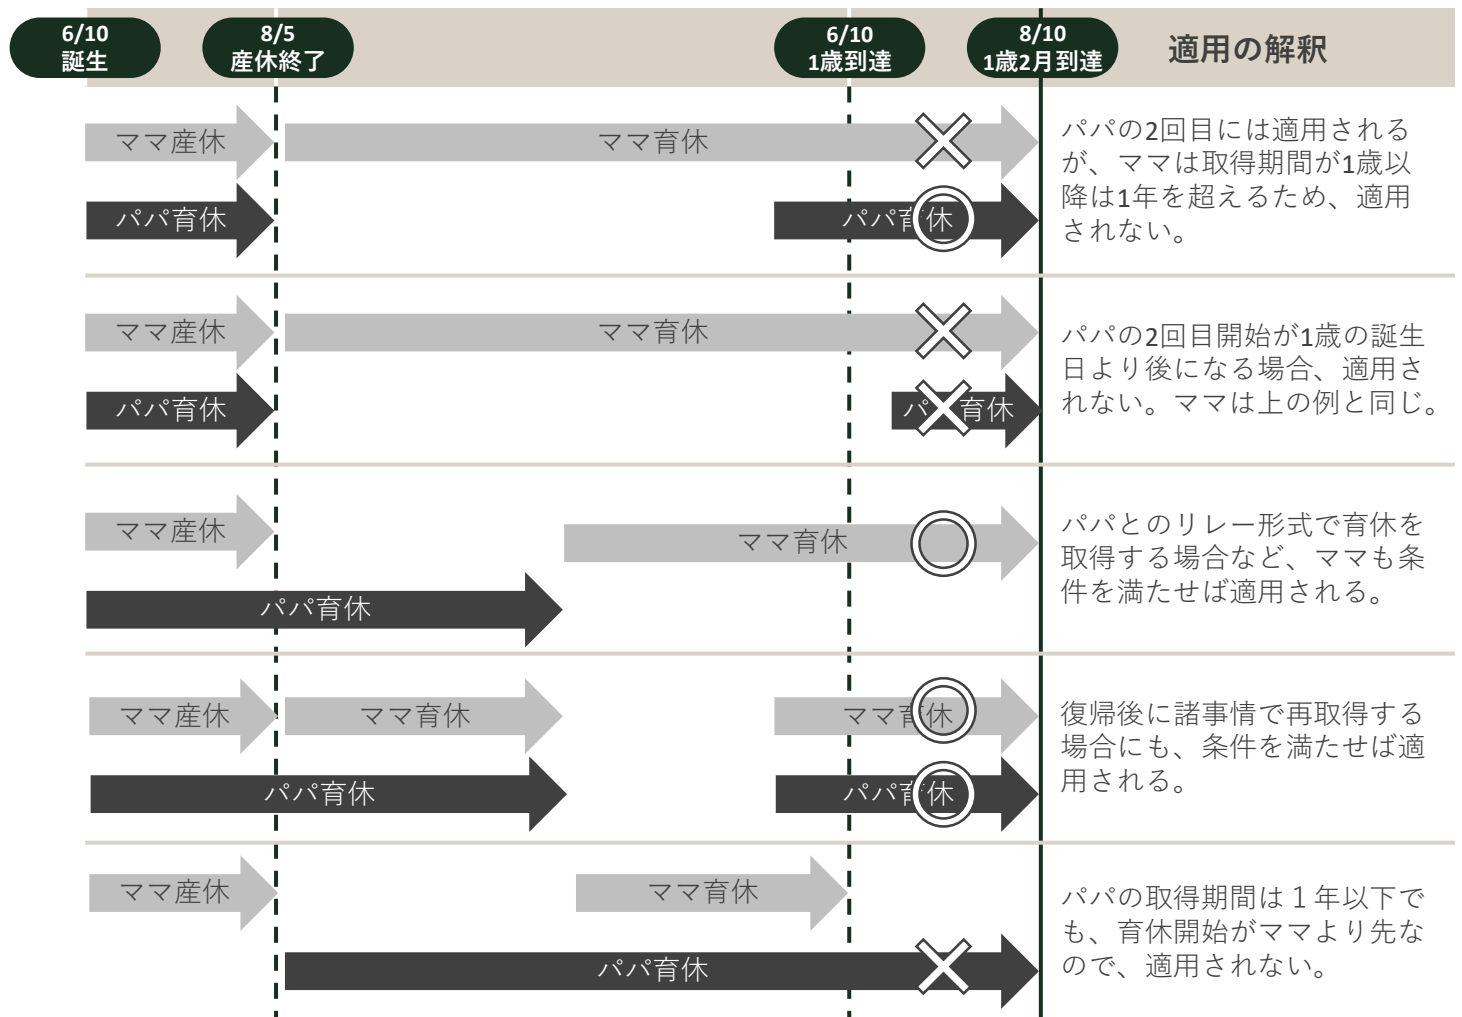 6/10
誕生
8/5
産休終了
6/10
1歳到達
8/10
1歳2月到達
適用の解釈
ママ産休
ママ育休
パパ育休
パパ育休
パパの2回目には適用される
が、ママは取得期間が1歳以
降は1年を超えるため、適用
されない。
ママ産休
ママ育休
パパ育休
パパ育休
パパの2回目開始が1歳の誕生
日より後になる場合、適用さ
れない。ママは上の例と同じ。
ママ産休
ママ育休
パパ育休
パパとのリレー形式で育休を
取得する場合など、ママも条
件を満たせば適用される。
ママ産休
ママ育休
ママ育休
パパ育休
パパ育休
復帰後に諸事情で再取得する
場合にも、条件を満たせば適
用される。
ママ産休
ママ育休
パパ育休
パパの取得期間は１年以下で
も、育休開始がママより先な
ので、適用されない。